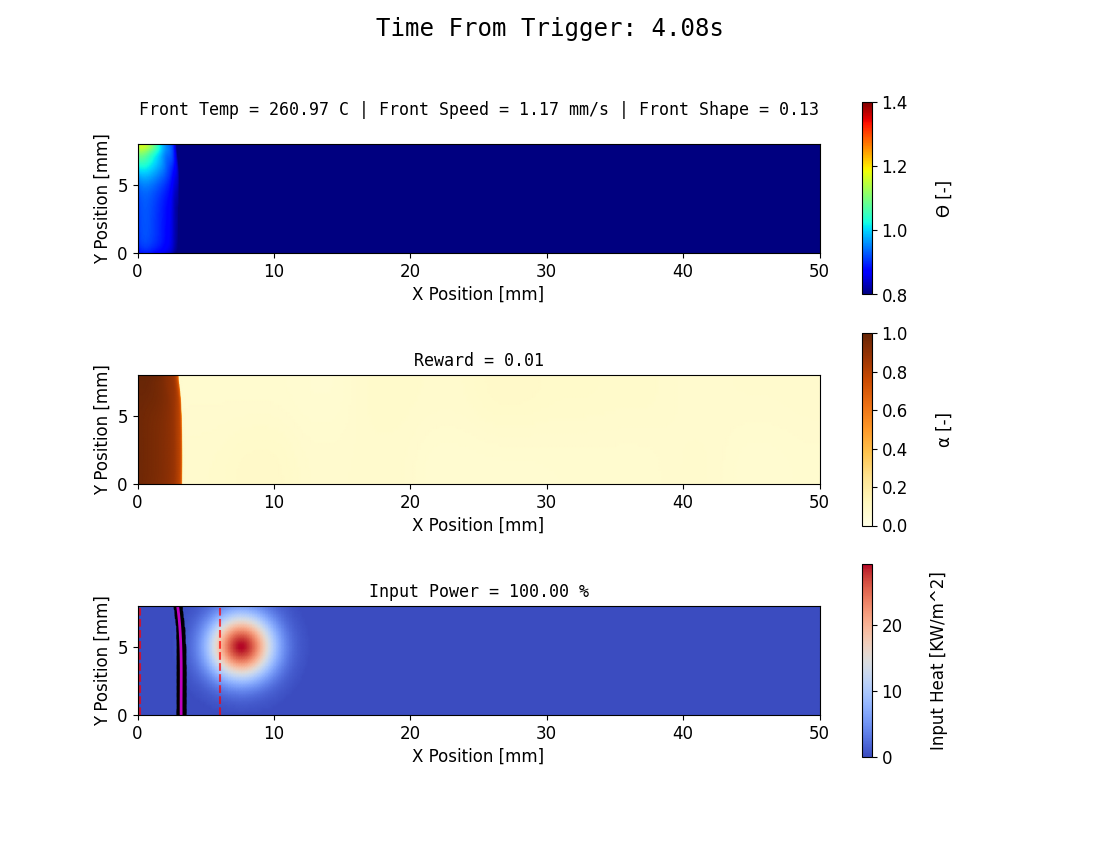 Time From Trigger: 4.08s
Front Temp = 260.97 C | Front Speed = 1.17 mm/s | Front Shape = 0.13
Y Position [mm]
5
0
0 10 20 30 40 50
X Position [mm]
1.4
1.2
1.0
0.8
Θ [-]
Reward = 0.01
Y Position [mm]
5
0
0 10 20 30 40 50
X Position [mm]
1.0
0.8
0.6
0.4
0.2
0.0
α [-]
Input Power = 100.00 %
Y Position [mm]
5
0
0 10 20 30 40 50
X Position [mm]
20
10
0
Input Heat [KW/m^2]